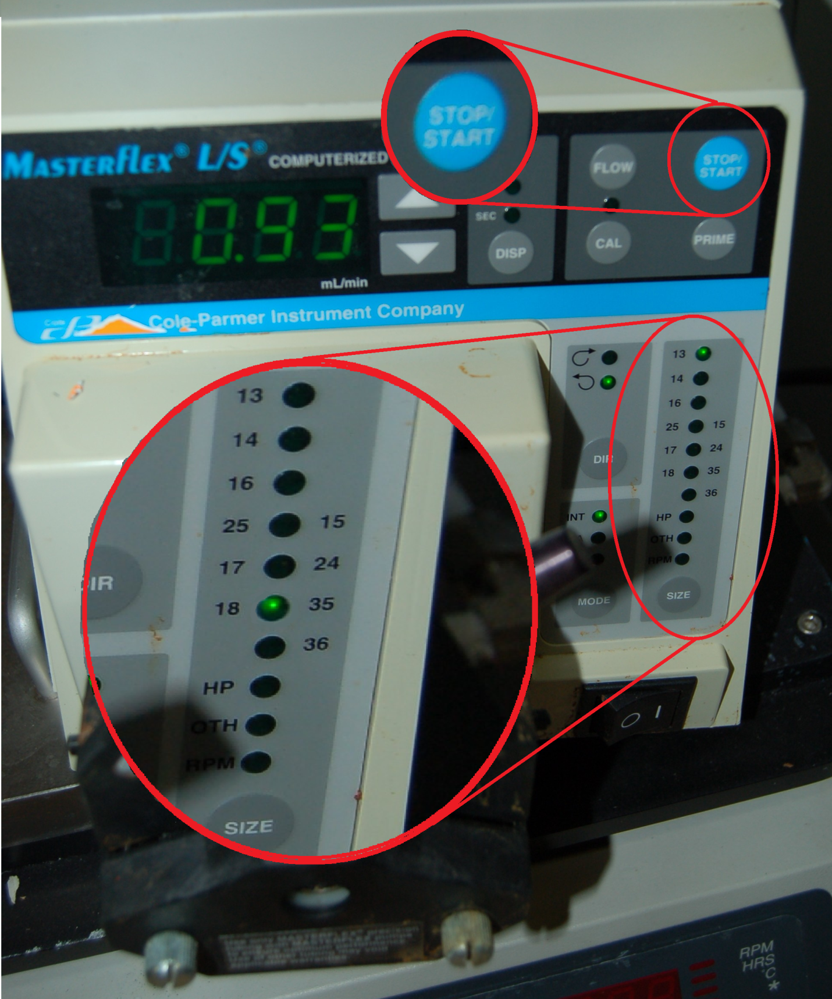 STOP/
START
MASTERFLEX® L/S® COMPUTERIZED
FLOW
STOP/
START
0.93
SEC
DISP
CAL
PRIME
mL/min
Cole-Parmer Instrument Company
13
14
16
25 15
17 24
18 35
36
HP
OTH
RPM
SIZE
DIR
INT
MODE
13
14
16
25 15
17 24
18 35
36
HP
OTH
RPM
SIZE
O I
RPM
HRS
°C
*